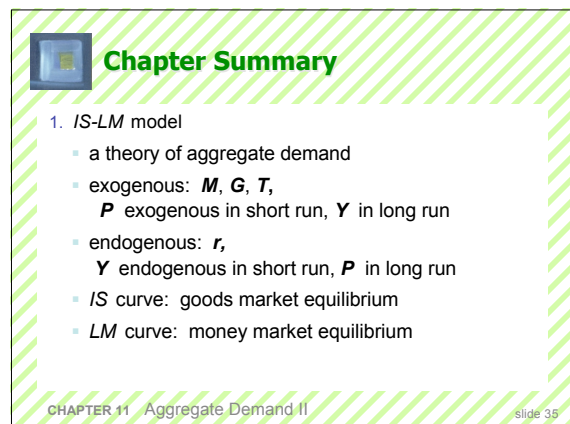 Chapter Summary
1. IS-LM model
▪ a theory of aggregate demand
▪ exogenous: M, G, T,
P exogenous in short run, Y in long run
▪ endogenous: r,
Y endogenous in short run, P in long run
▪ IS curve: goods market equilibrium
▪ LM curve: money market equilibrium
CHAPTER 11 Aggregate Demand II
slide 35